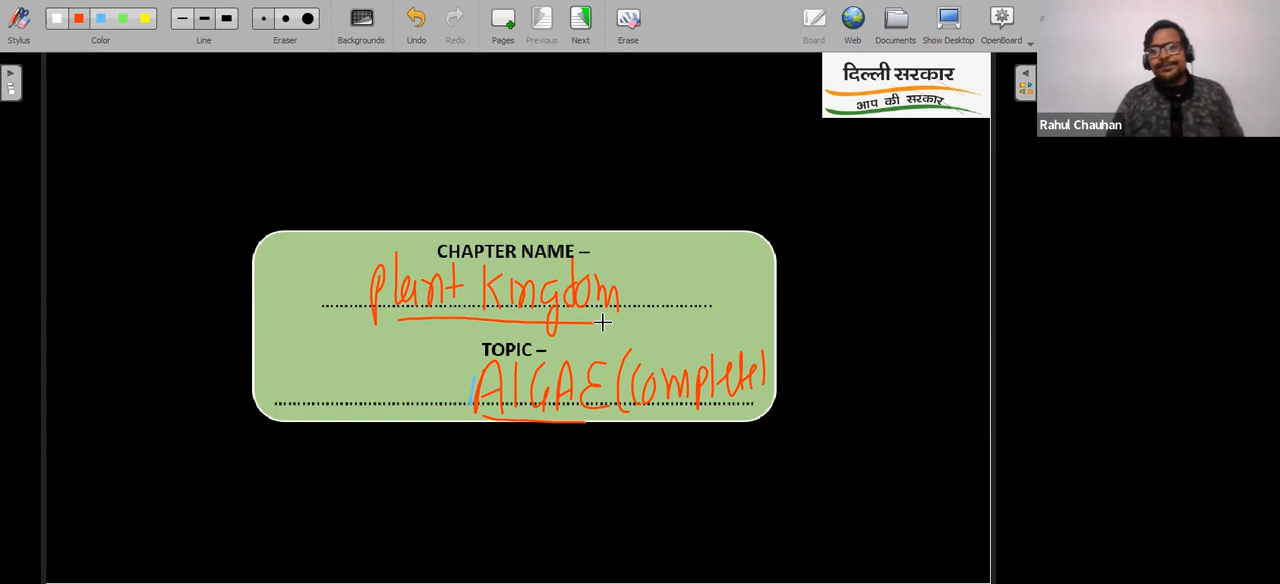 Stylus
Color
Line
Eraser
Backgrounds
Undo
Redo
Pages
Previous
Next
Erase
Board
Web
Documents
Show Desktop
OpenBoard
दिल्ली सरकार
आप की सरकार
Rahul Chauhan
CHAPTER NAME –
Plant Kingdom
TOPIC –
AlGAE (Complete)